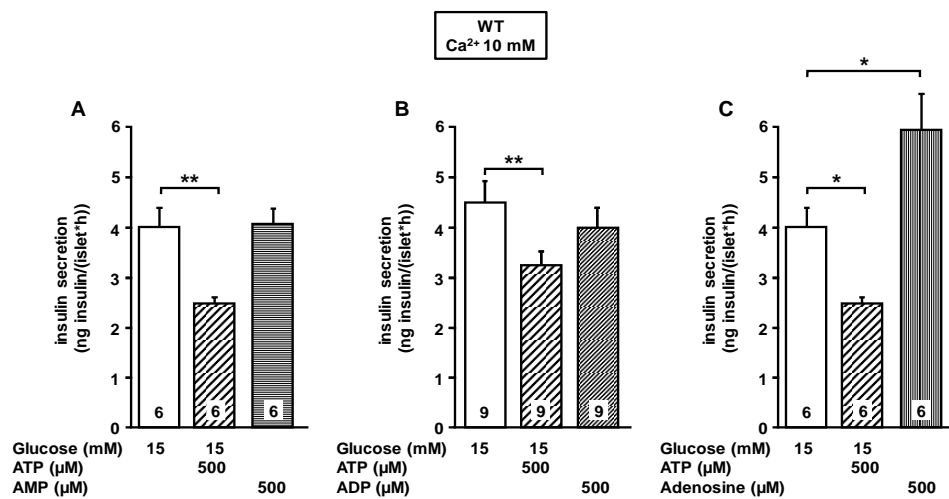 WT
Ca²⁺ 10 mM
A
insulin secretion
(ng insulin/(islet*h))
6
5
4
3
2
1
0
**
6
6
6
Glucose (mM) 15 15
ATP (µM) 500
AMP (µM) 500
B
insulin secretion
(ng insulin/(islet*h))
6
5
4
3
2
1
0
**
9
9
9
Glucose (mM) 15 15
ATP (µM) 500
ADP (µM) 500
C
insulin secretion
(ng insulin/(islet*h))
6
5
4
3
2
1
0
*
*
6
6
6
Glucose (mM) 15 15
ATP (µM) 500
Adenosine (µM) 500